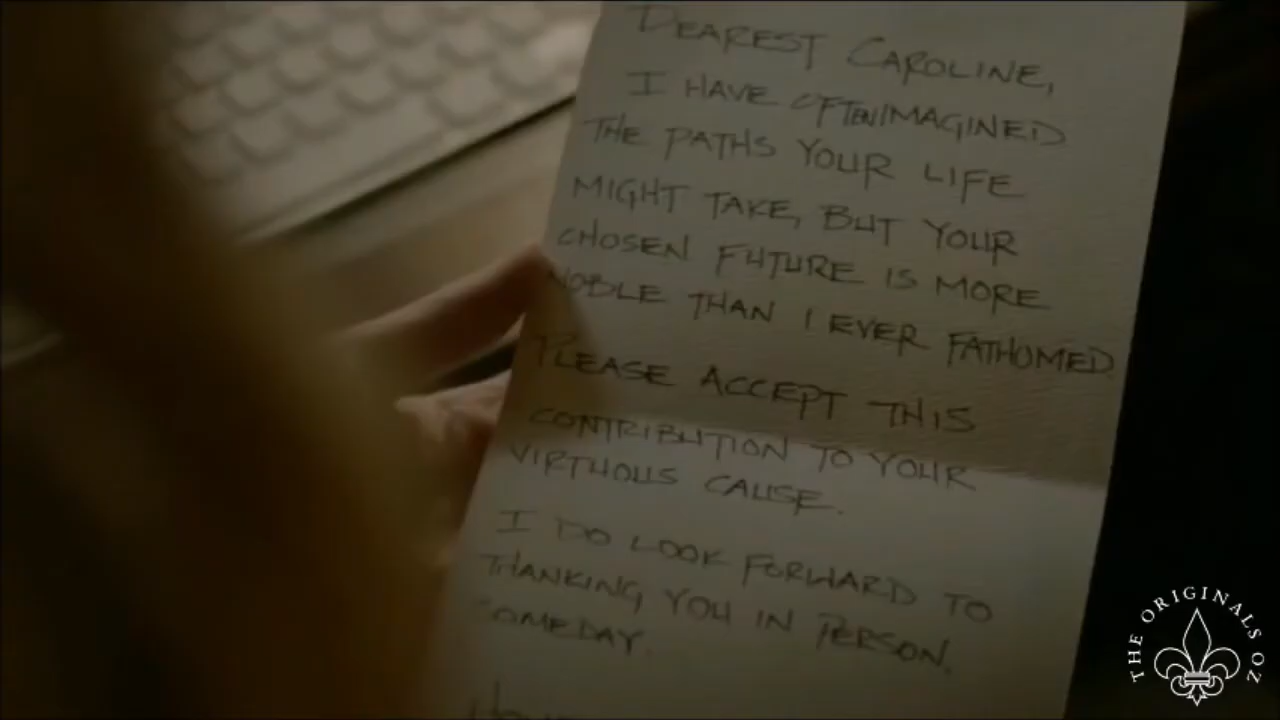 DEAREST CAROLINE,
I HAVE OFTEN IMAGINED
THE PATHS YOUR LIFE
MIGHT TAKE, BUT YOUR
CHOSEN FUTURE IS MORE
NOBLE THAN I EVER FATHOMED.
PLEASE ACCEPT THIS
CONTRIBUTION TO YOUR
VIRTUOUS CAUSE.
I DO LOOK FORWARD TO
THANKING YOU IN PERSON.
SOMEDAY.
THE ORIGINALS OZ